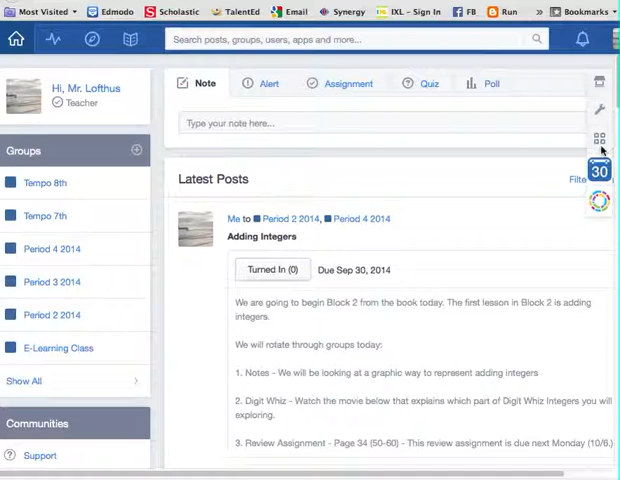 Most Visited Edmodo Scholastic TalentEd Email Synergy IXL - Sign In FB Run » Bookmarks
Search posts, groups, users, apps and more...
Hi, Mr. Lofthus
Teacher
Note Alert Assignment Quiz Poll
Type your note here...
30
Groups
Tempo 8th
Tempo 7th
Period 4 2014
Period 3 2014
Period 2 2014
E-Learning Class
Show All
Communities
Support
Latest Posts
Me to Period 2 2014, Period 4 2014
Adding Integers
Turned In (0) Due Sep 30, 2014
We are going to begin Block 2 from the book today. The first lesson in Block 2 is adding
integers.
We will rotate through groups today:
1. Notes - We will be looking at a graphic way to represent adding integers
2. Digit Whiz - Watch the movie below that explains which part of Digit Whiz Integers you will
exploring.
3. Review Assignment - Page 34 (50-60) - This review assignment is due next Monday (10/6.)